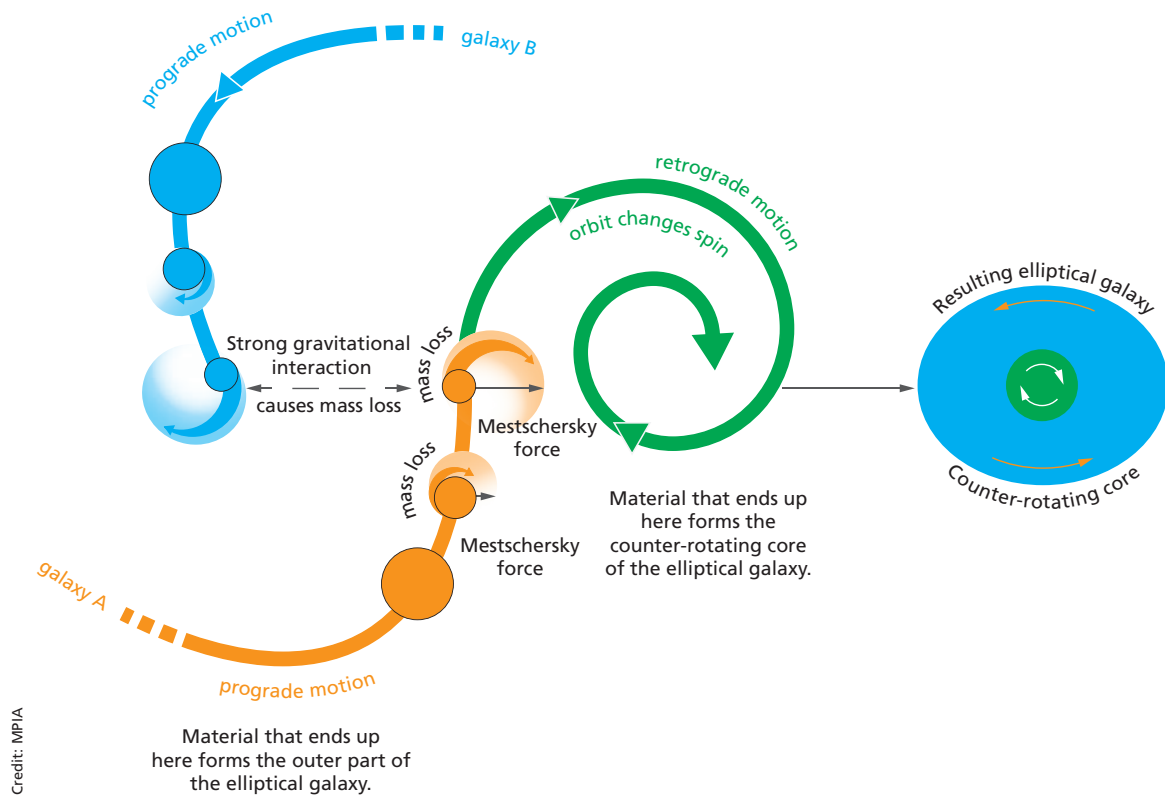 prograde motion
galaxy B
retrograde motion
orbit changes spin
Resulting elliptical galaxy
Strong gravitational
interaction
causes mass loss
mass loss
Mestschersky
force
mass loss
Counter-rotating core
Material that ends up
here forms the
counter-rotating core
of the elliptical galaxy.
Mestschersky
force
galaxy A
prograde motion
Material that ends up
here forms the outer part of
the elliptical galaxy.
Credit: MPIA